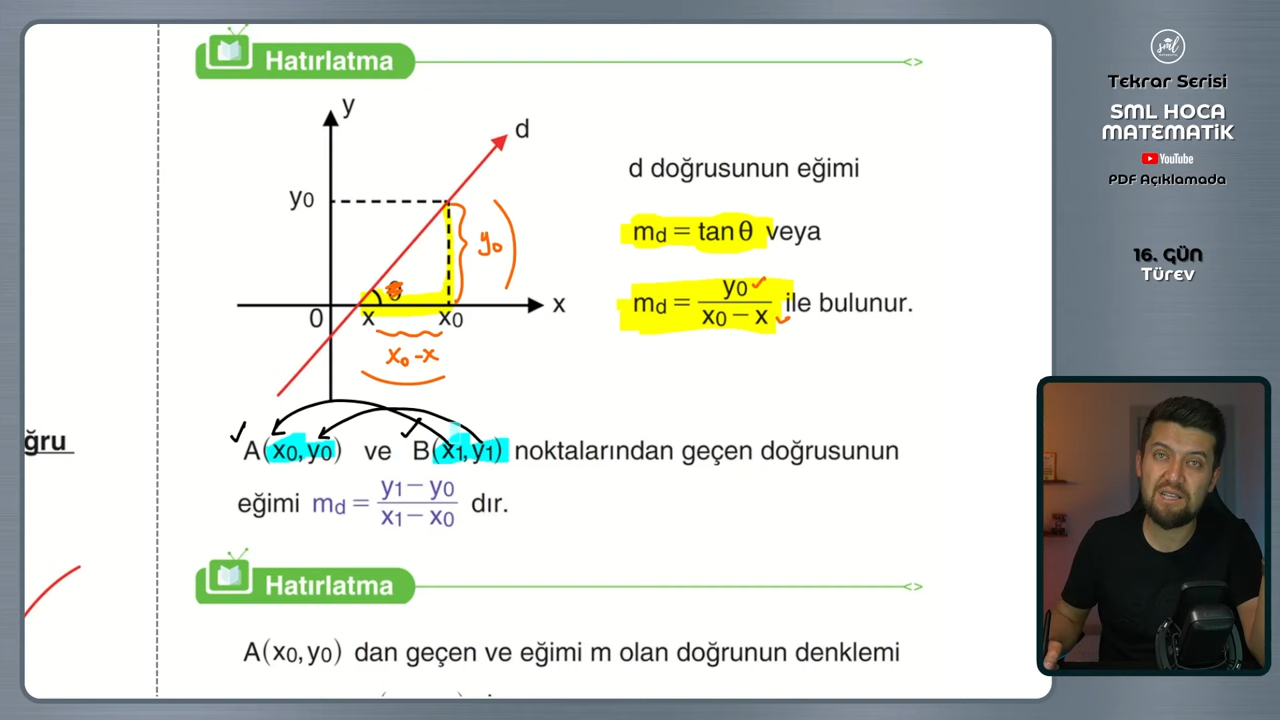 Hatırlatma
y
d
y0
y0
θ
0
x
x0
x
x0 - x
d doğrusunun eğimi
md = tanθ veya
md = y0 / x0 − x ile bulunur.
A(x0, y0) ve B(x1, y1) noktalarından geçen doğrusunun
eğimi md = y1 − y0 / x1 − x0 dır.
ğru
Hatırlatma
A(x0, y0) dan geçen ve eğimi m olan doğrunun denklemi
sml
Tekrar Serisi
SML HOCA
MATEMATİK
YouTube
PDF Açıklamada
16. GÜN
Türev